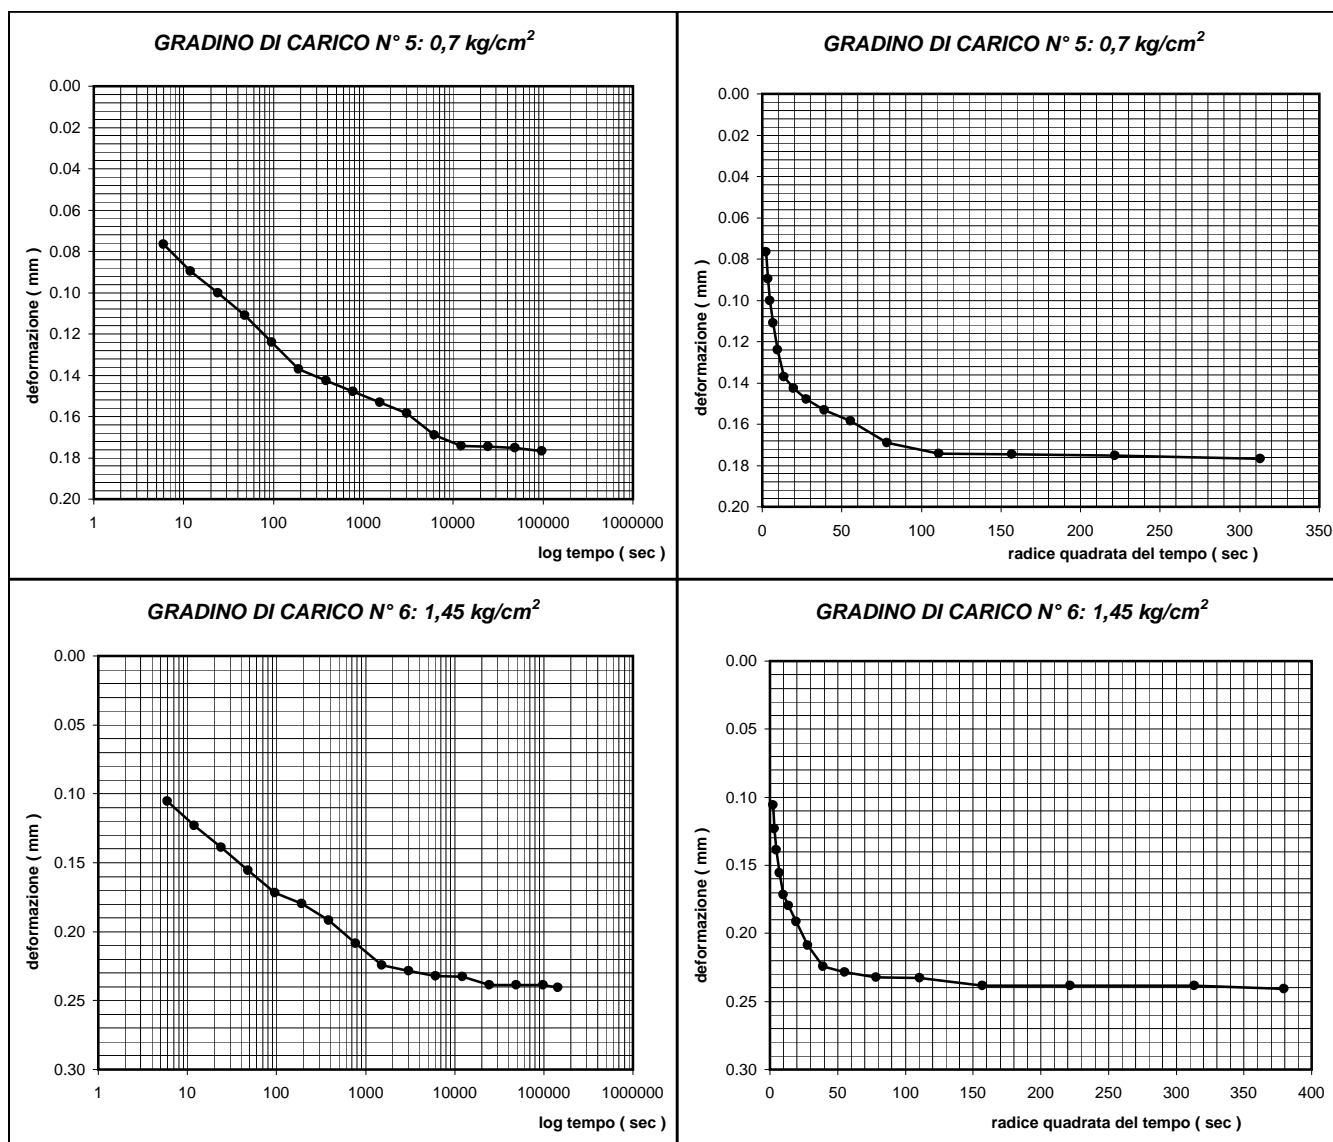 GRADINO DI CARICO N° 5: 0,7 kg/cm²
0.00
0.02
0.04
0.06
0.08
0.10
0.12
0.14
0.16
0.18
0.20
deformazione ( mm )
1 10 100 1000 10000 100000 1000000
log tempo ( sec )
GRADINO DI CARICO N° 5: 0,7 kg/cm²
0.00
0.02
0.04
0.06
0.08
0.10
0.12
0.14
0.16
0.18
0.20
deformazione ( mm )
0 50 100 150 200 250 300 350
radice quadrata del tempo ( sec )
GRADINO DI CARICO N° 6: 1,45 kg/cm²
0.00
0.05
0.10
0.15
0.20
0.25
0.30
deformazione ( mm )
1 10 100 1000 10000 100000 1000000
log tempo ( sec )
GRADINO DI CARICO N° 6: 1,45 kg/cm²
0.00
0.05
0.10
0.15
0.20
0.25
0.30
deformazione ( mm )
0 50 100 150 200 250 300 350 400
radice quadrata del tempo ( sec )